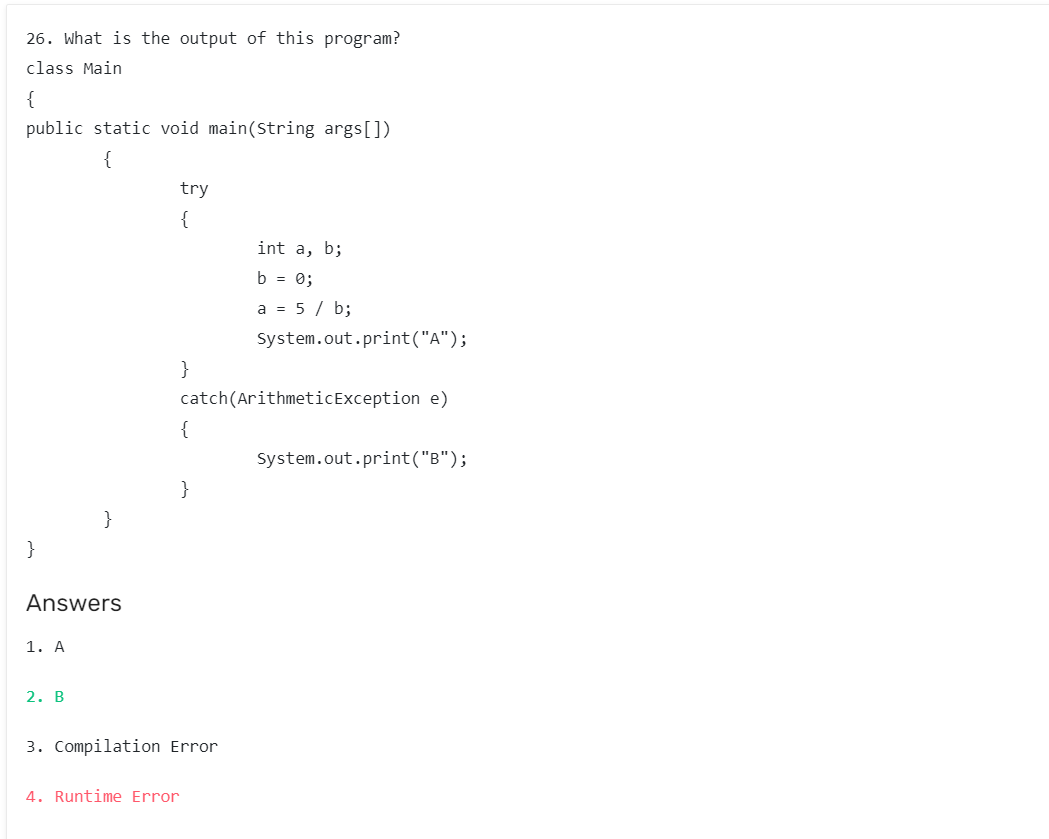 26. What is the output of this program?
class Main
{
public static void main(String args[])
{
try
{
int a, b;
b = 0;
a = 5 / b;
System.out.print("A");
}
catch(ArithmeticException e)
{
System.out.print("B");
}
}
}
Answers
1. A
2. B
3. Compilation Error
4. Runtime Error